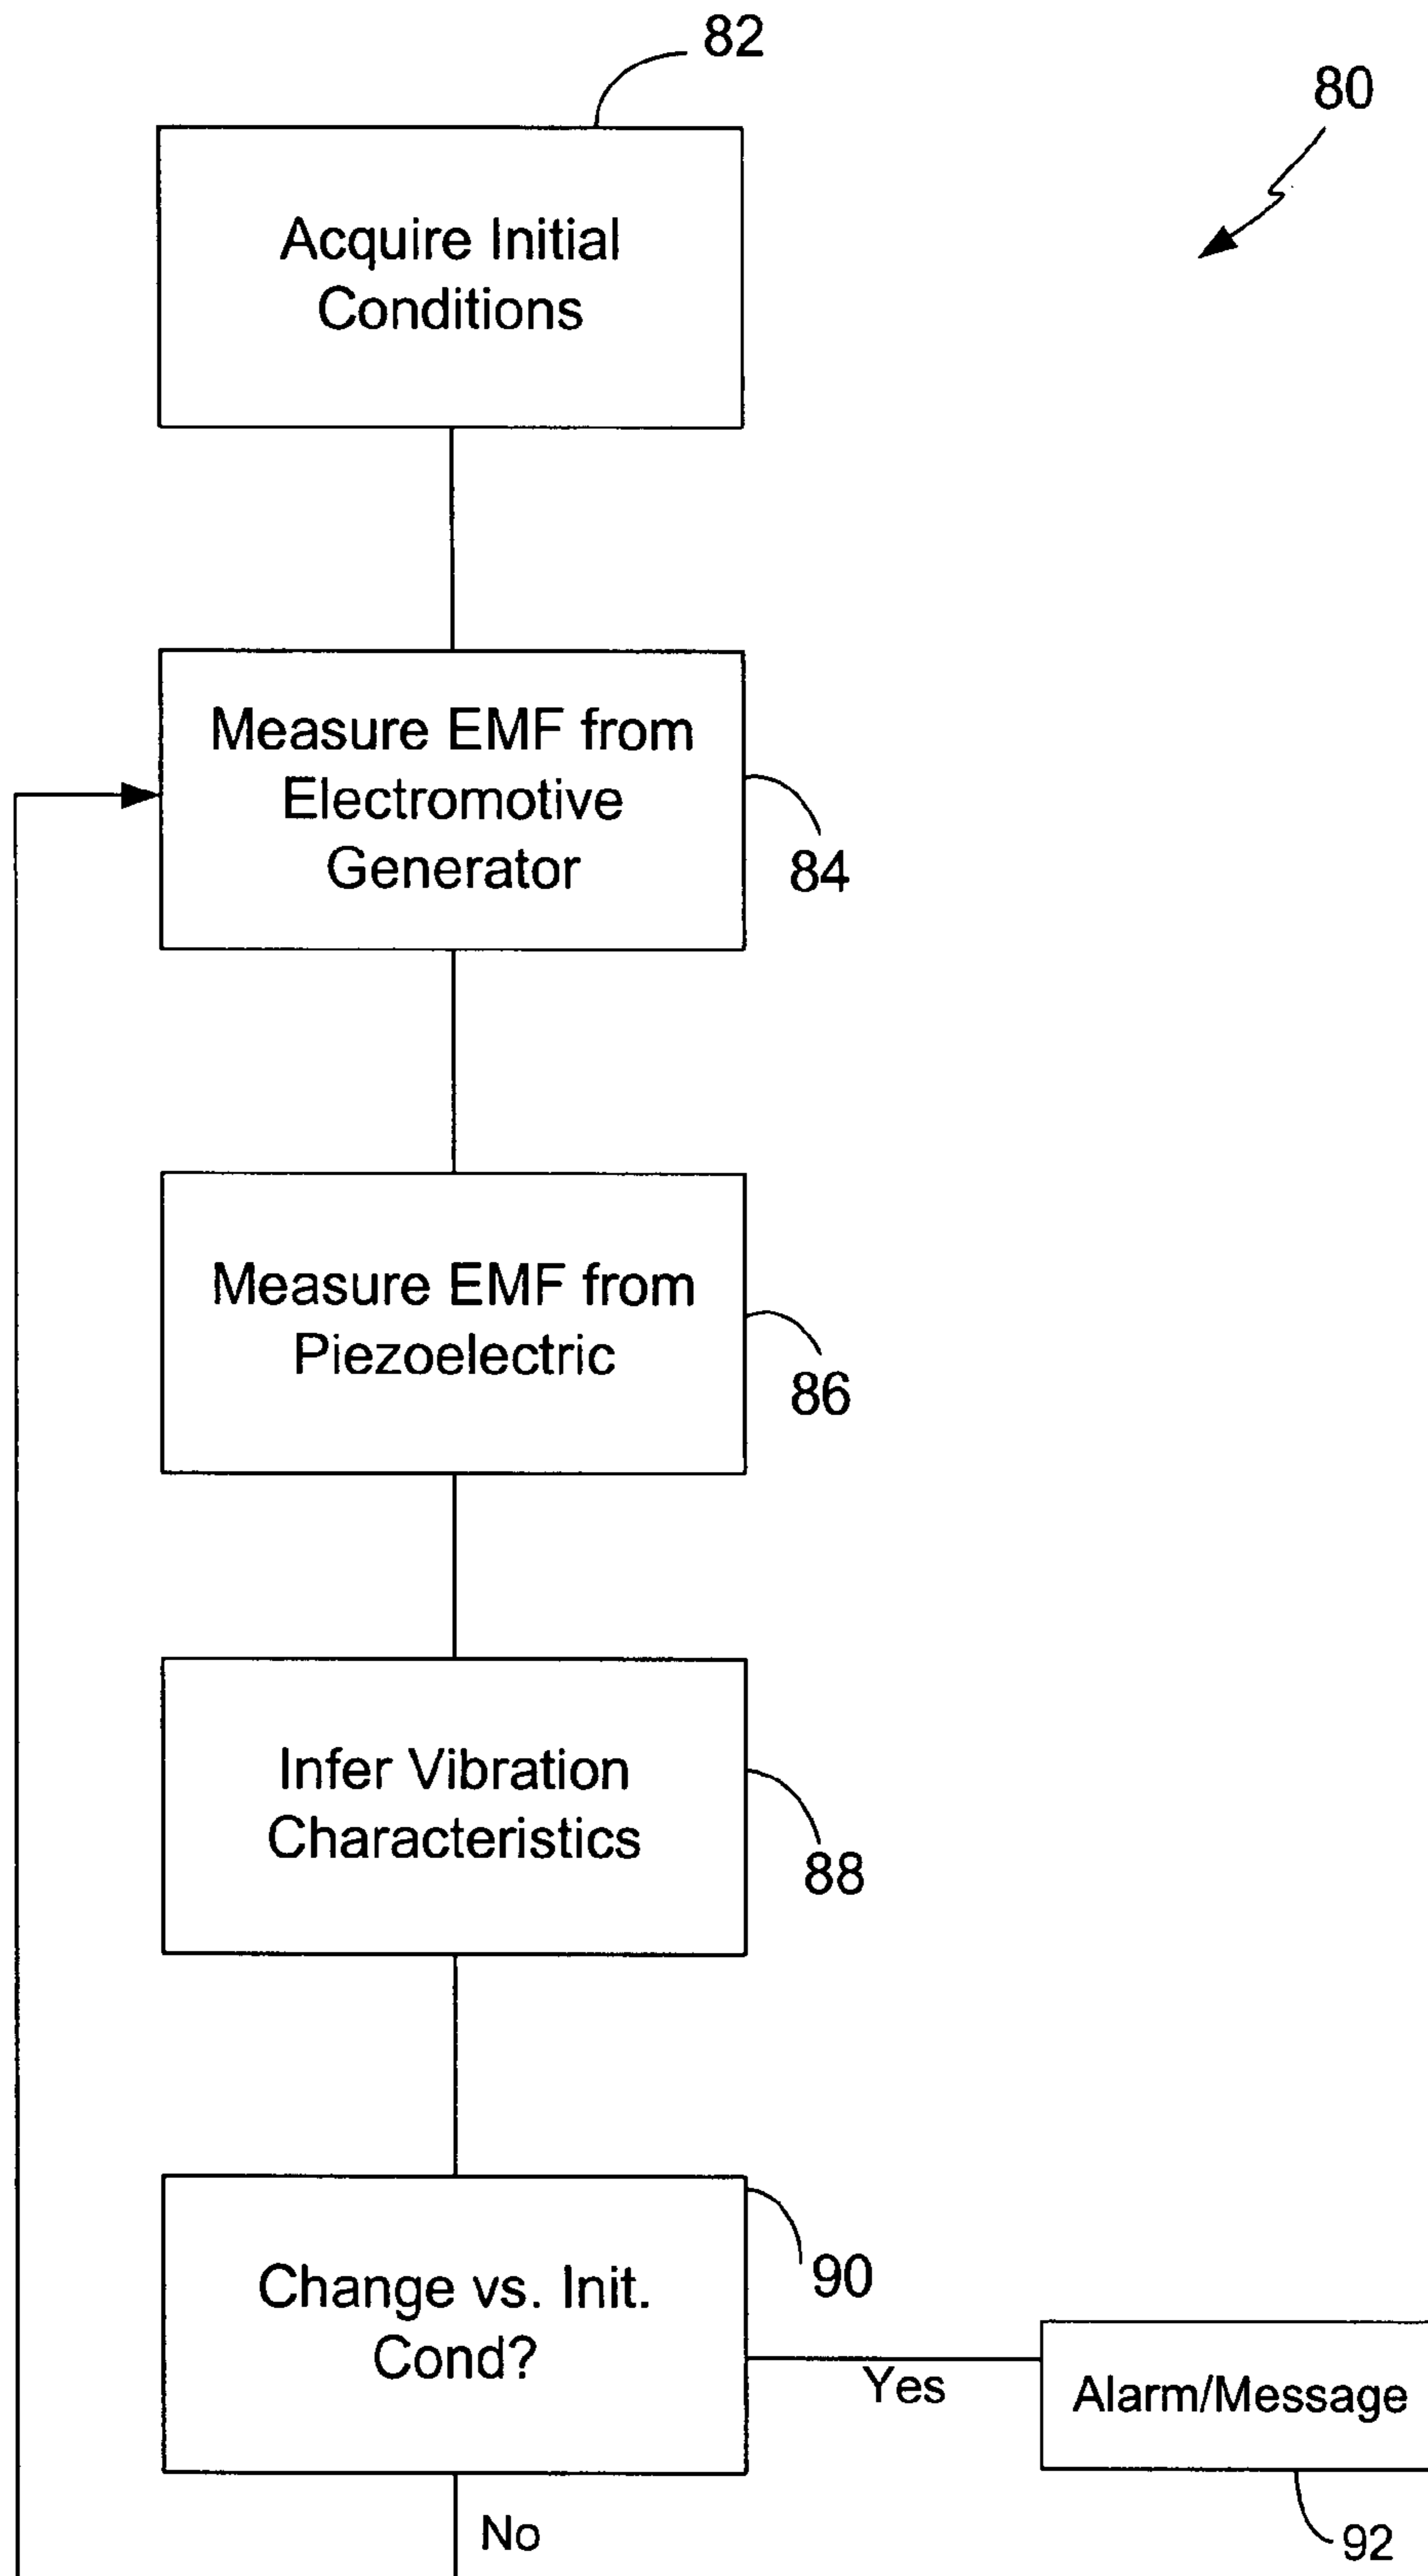 82
80
Acquire Initial
Conditions
Measure EMF from
Electromotive
Generator
84
Measure EMF from
Piezoelectric
86
Infer Vibration
Characteristics
88
Change vs. Init.
Cond?
90
Yes
Alarm/Message
No
92